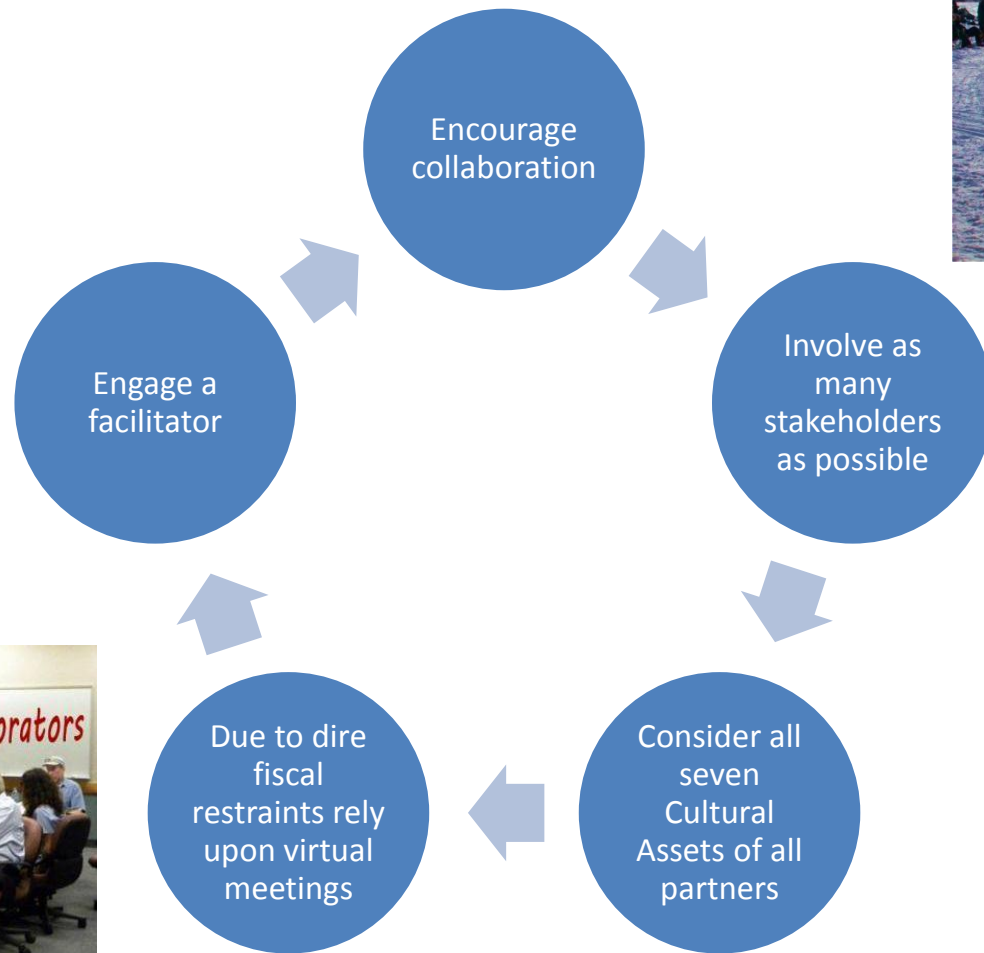 Encourage
collaboration
Involve as
many
stakeholders
as possible
Consider all
seven
Cultural
Assets of all
partners
Due to dire
fiscal
restraints rely
upon virtual
meetings
Engage a
facilitator
orators